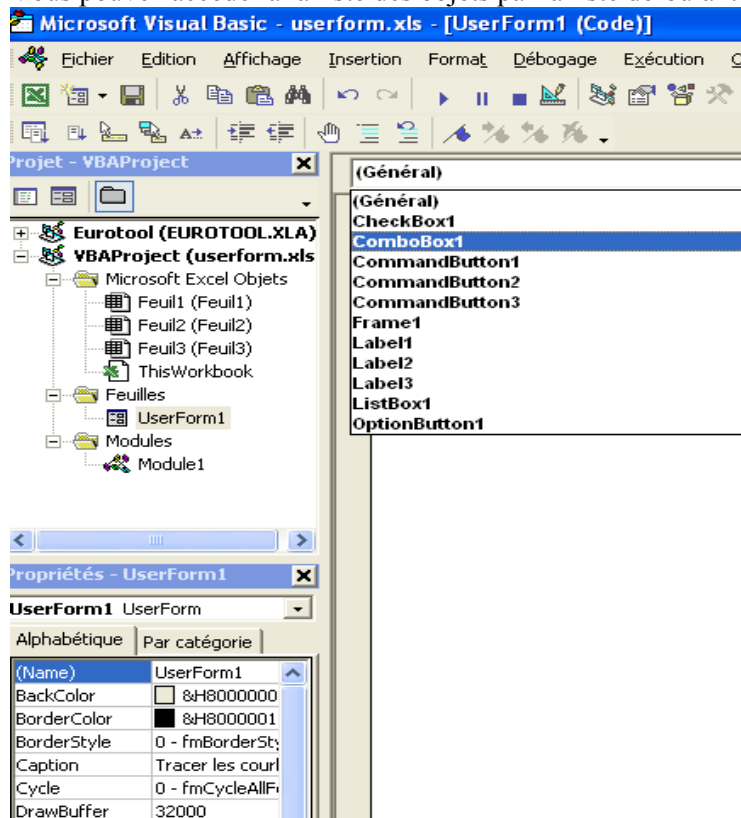 Microsoft Visual Basic - userform.xls - [UserForm1 (Code)]
Fichier Edition Affichage Insertion Format Débogage Exécution
Projet - VBAProject
Eurotool (EUROTOOL.XLA)
VBAProject (userform.xls
Microsoft Excel Objets
Feuil1 (Feuil1)
Feuil2 (Feuil2)
Feuil3 (Feuil3)
ThisWorkbook
Feuilles
UserForm1
Modules
Module1
(Général)
(Général)
CheckBox1
ComboBox1
CommandButton1
CommandButton2
CommandButton3
Frame1
Label1
Label2
Label3
ListBox1
OptionButton1
Propriétés - UserForm1
UserForm1 UserForm
Alphabétique Par catégorie
(Name) UserForm1
BackColor &H8000000
BorderColor &H8000001
BorderStyle 0 - fmBorderSty
Caption Tracer les courl
Cycle 0 - fmCycleAllF
DrawBuffer 32000